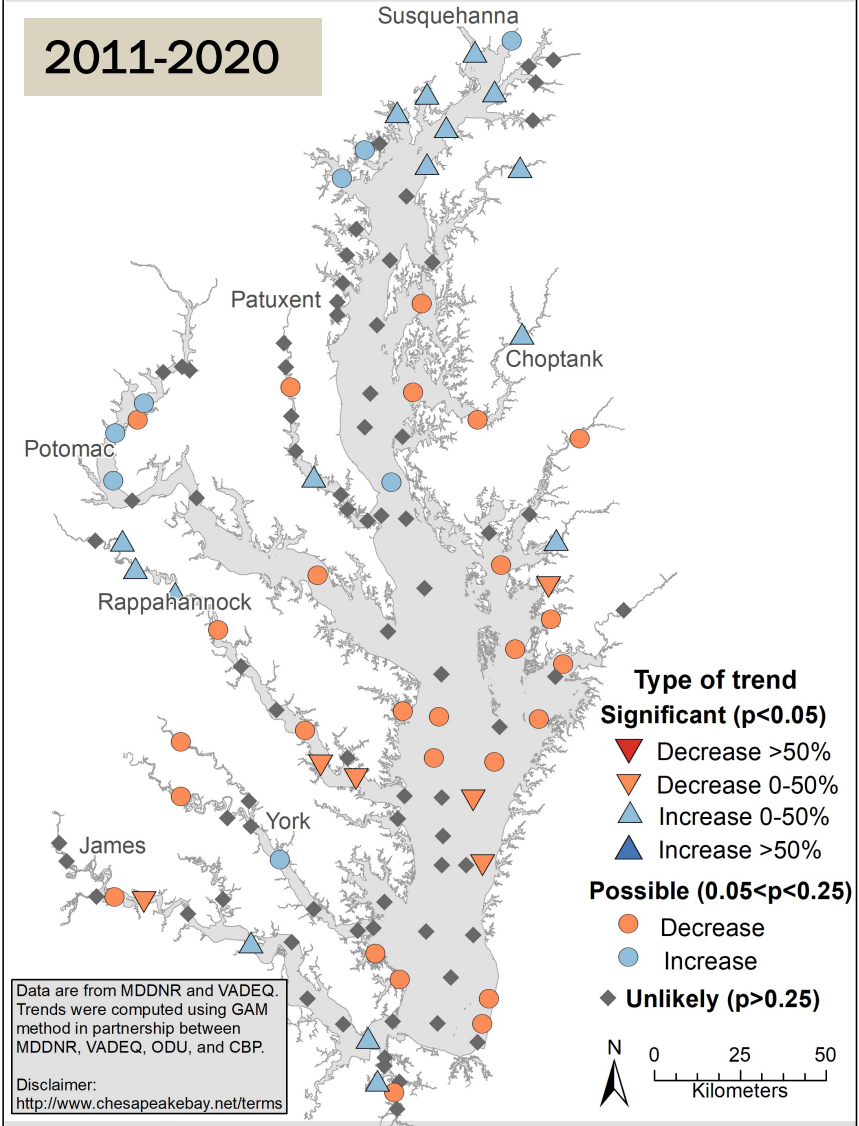 Susquehanna
2011-2020
Patuxent
Choptank
Potomac
Rappahannock
York
James
Type of trend
Significant (p<0.05)
Decrease >50%
Decrease 0-50%
Increase 0-50%
Increase >50%
Possible (0.05<p<0.25)
Decrease
Increase
Unlikely (p>0.25)
Data are from MDDNR and VADEQ.
Trends were computed using GAM
method in partnership between
MDDNR, VADEQ, ODU, and CBP.
Disclaimer:
http://www.chesapeakebay.net/terms
N
0 25 50
Kilometers